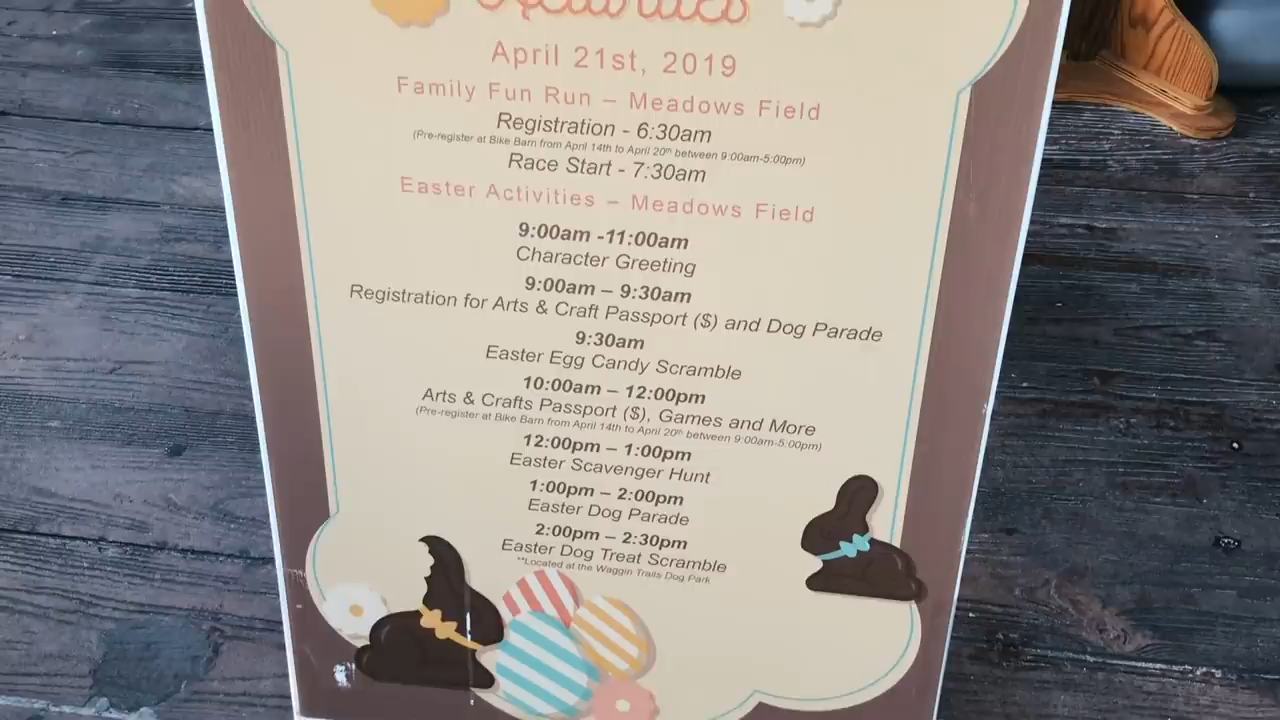 April 21st, 2019
Family Fun Run – Meadows Field
Registration - 6:30am
(Pre-register at Bike Barn from April 14th to April 20th between 9:00am-5:00pm)
Race Start - 7:30am
Easter Activities – Meadows Field
9:00am -11:00am
Character Greeting
9:00am – 9:30am
Registration for Arts & Craft Passport ($) and Dog Parade
9:30am
Easter Egg Candy Scramble
10:00am – 12:00pm
Arts & Crafts Passport ($), Games and More
(Pre-register at Bike Barn from April 14th to April 20th between 9:00am-5:00pm)
12:00pm – 1:00pm
Easter Scavenger Hunt
1:00pm – 2:00pm
Easter Dog Parade
2:00pm – 2:30pm
Easter Dog Treat Scramble
**Located at the Waggin Trails Dog Park